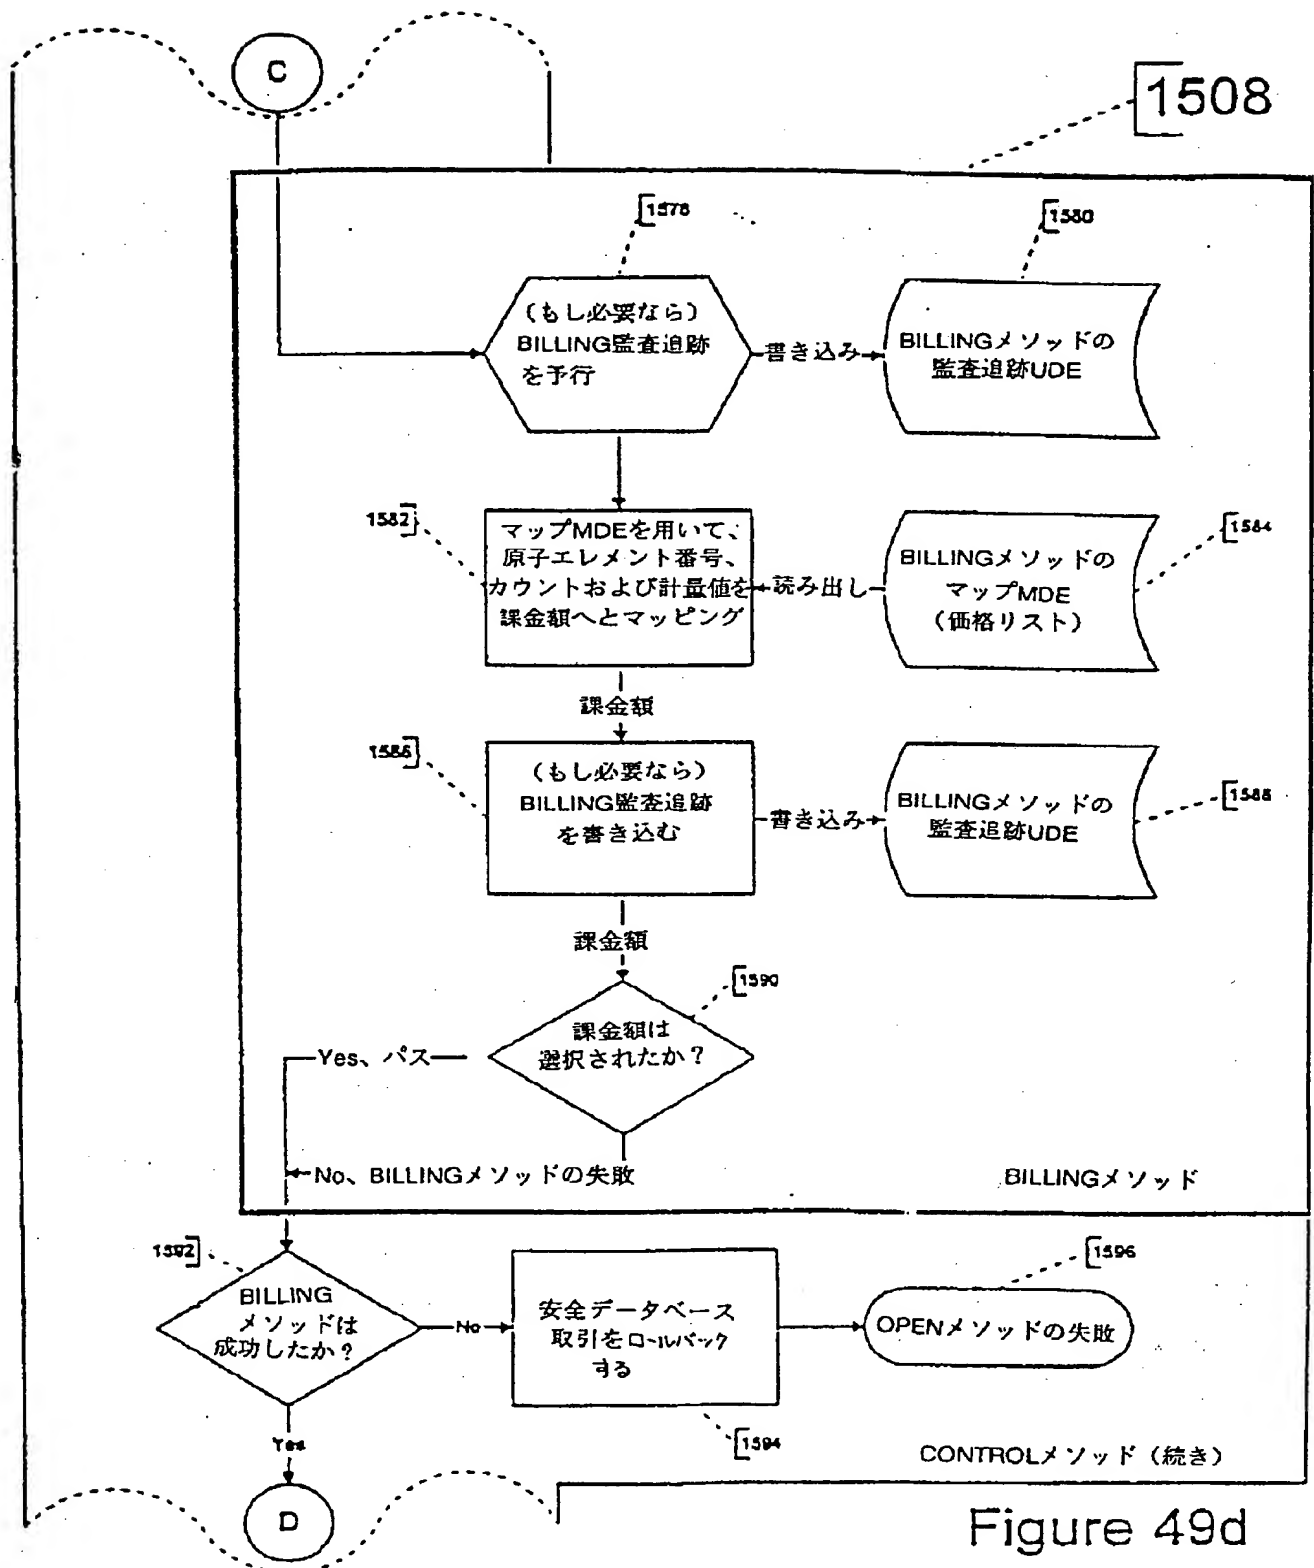 C
1508
1578
1580
(もし必要なら)
BILLING監査追跡
を予行
書き込み
BILLINGメソッドの
監査追跡UDE
1582
マップMDEを用いて、
原子エレメント番号、
カウントおよび計量値を
課金額へとマッピング
読み出し
BILLINGメソッドの
マップMDE
(価格リスト)
1584
課金額
1586
(もし必要なら)
BILLING監査追跡
を書き込む
書き込み
BILLINGメソッドの
監査追跡UDE
1588
課金額
1590
課金額は
選択されたか?
Yes、パス
No、BILLINGメソッドの失敗
BILLINGメソッド
1592
BILLING
メソッドは
成功したか?
No
安全データベース
取引をロールバック
する
1594
OPENメソッドの失敗
1596
Yes
CONTROLメソッド(続き)
D
Figure 49d